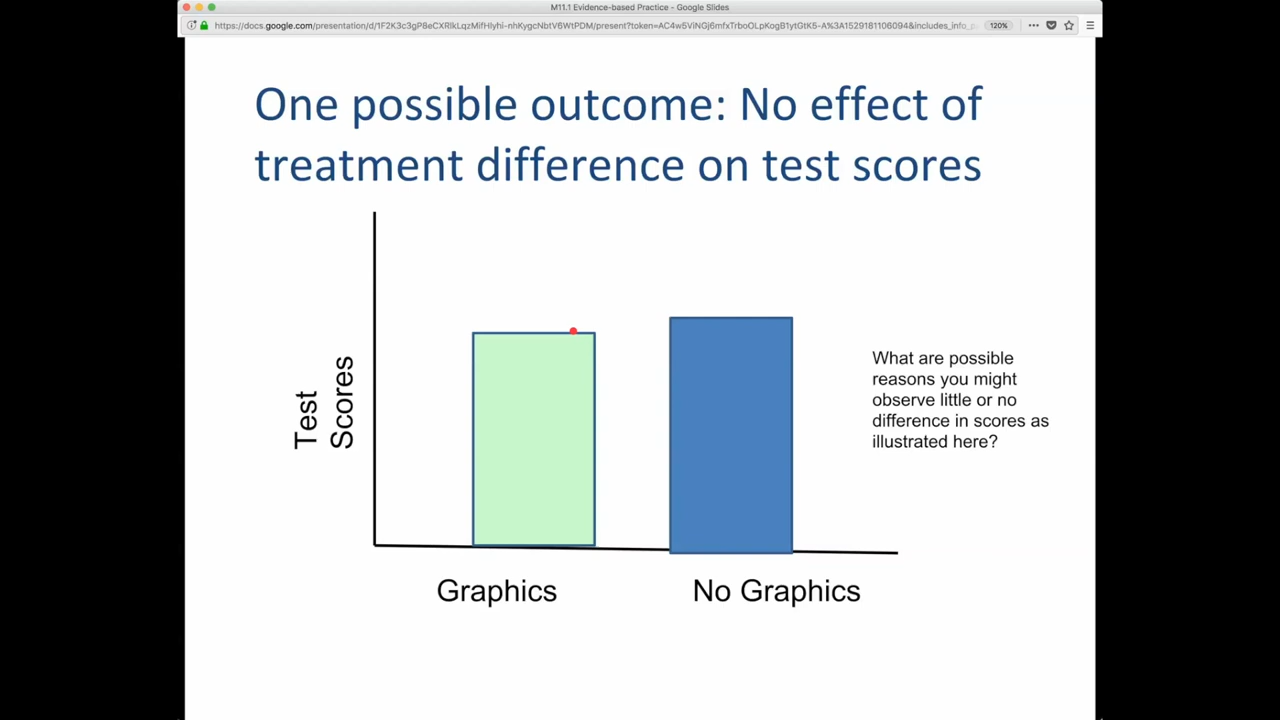 M11.1 Evidence-based Practice - Google Slides
120%
One possible outcome: No effect of
treatment difference on test scores
Test
Scores
What are possible
reasons you might
observe little or no
difference in scores as
illustrated here?
Graphics
No Graphics